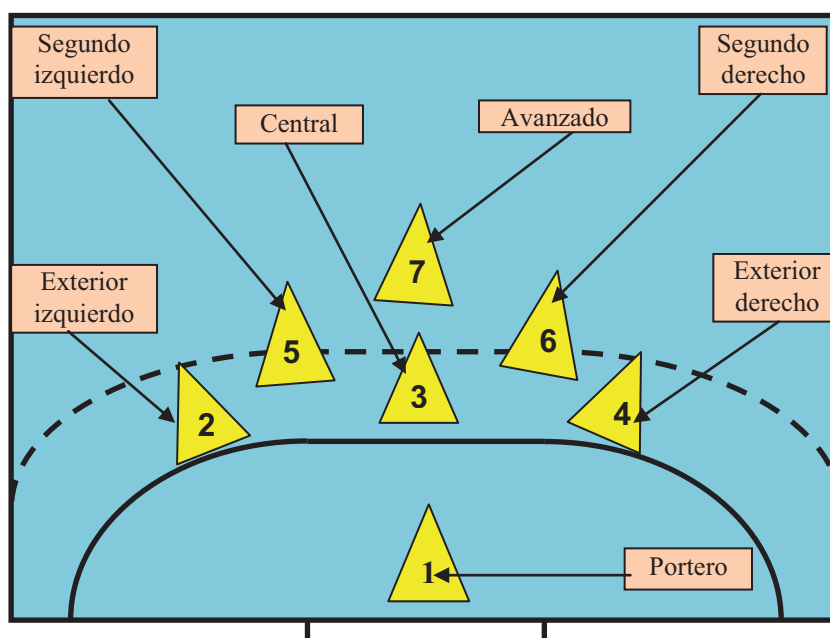 Segundo
izquierdo
Segundo
derecho
Central
Avanzado
Exterior
izquierdo
Exterior
derecho
7
5
6
3
2
4
1
Portero